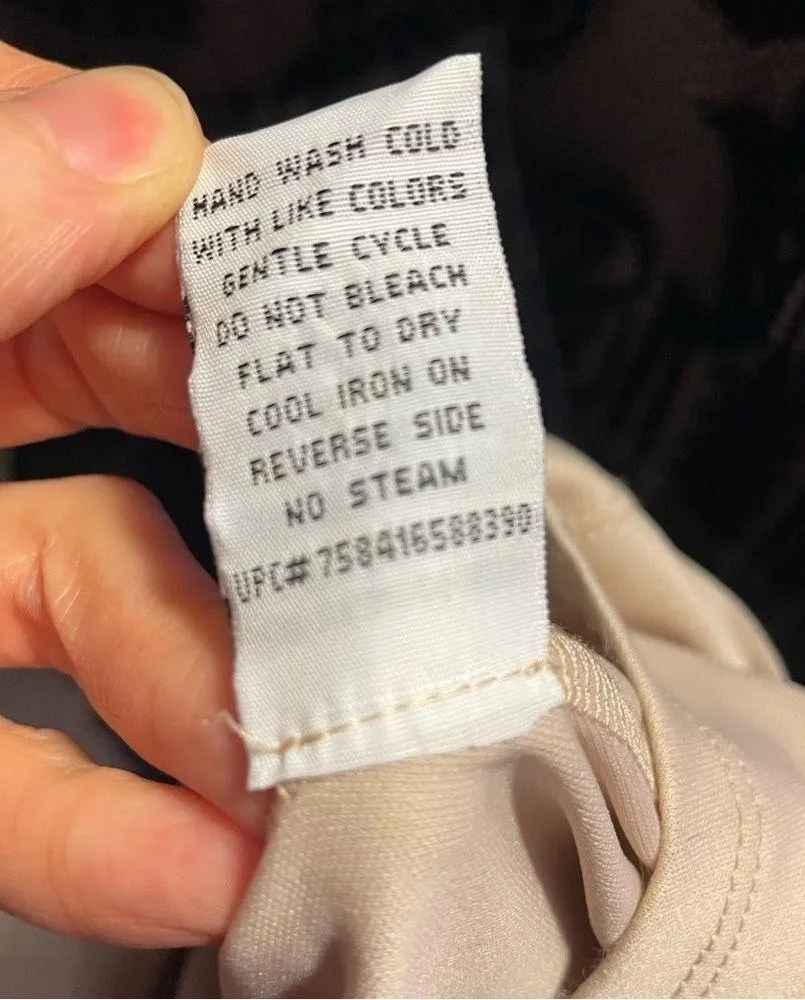 HAND WASH COLD
WITH LIKE COLORS
GENTLE CYCLE
DO NOT BLEACH
FLAT TO DRY
COOL IRON ON
REVERSE SIDE
NO STEAM
UPC#758416588390